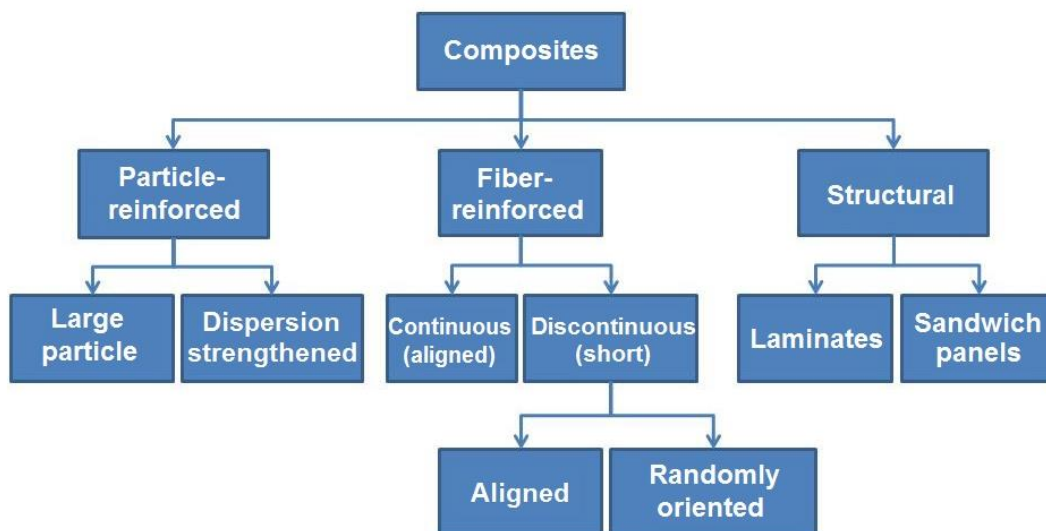 Composites
Particle-
reinforced
Fiber-
reinforced
Structural
Large
particle
Dispersion
strengthened
Continuous
(aligned)
Discontinuous
(short)
Laminates
Sandwich
panels
Aligned
Randomly
oriented